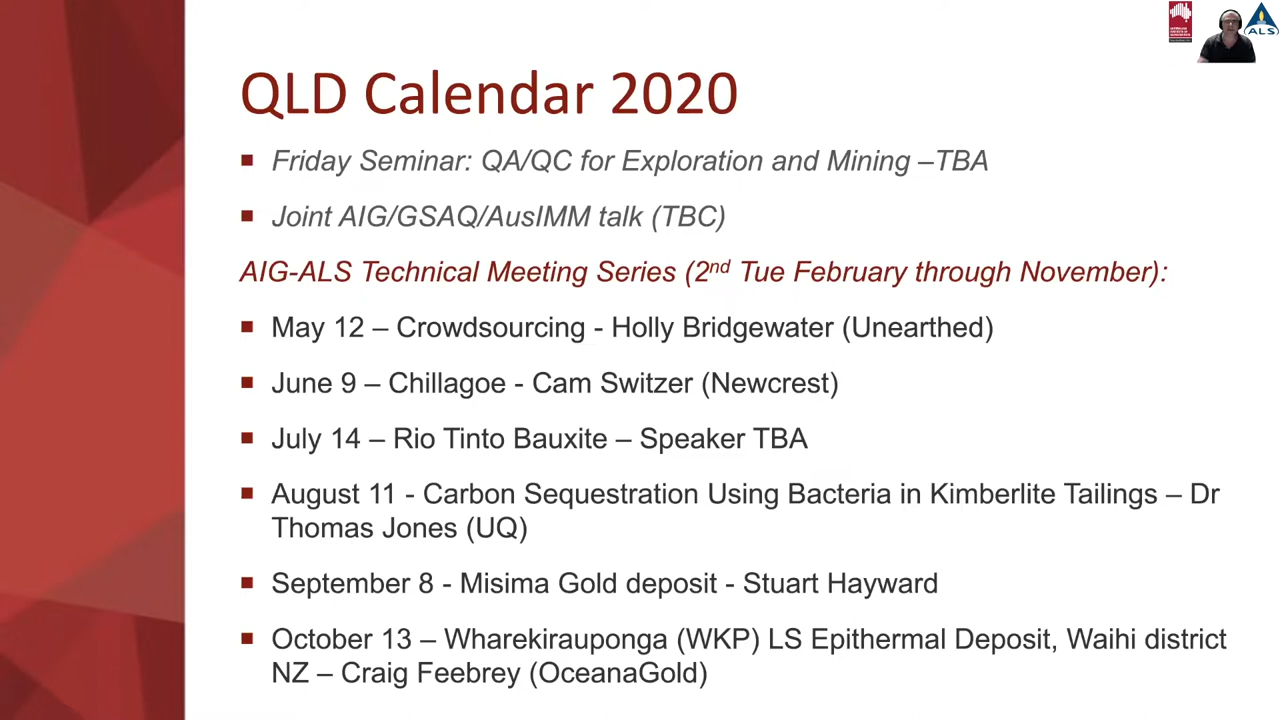 QLD Calendar 2020
▪ Friday Seminar: QA/QC for Exploration and Mining –TBA
▪ Joint AIG/GSAQ/AusIMM talk (TBC)
AIG-ALS Technical Meeting Series (2nd Tue February through November):
▪ May 12 – Crowdsourcing - Holly Bridgewater (Unearthed)
▪ June 9 – Chillagoe - Cam Switzer (Newcrest)
▪ July 14 – Rio Tinto Bauxite – Speaker TBA
▪ August 11 - Carbon Sequestration Using Bacteria in Kimberlite Tailings – Dr
Thomas Jones (UQ)
▪ September 8 - Misima Gold deposit - Stuart Hayward
▪ October 13 – Wharekirauponga (WKP) LS Epithermal Deposit, Waihi district
NZ – Craig Feebrey (OceanaGold)
ALS